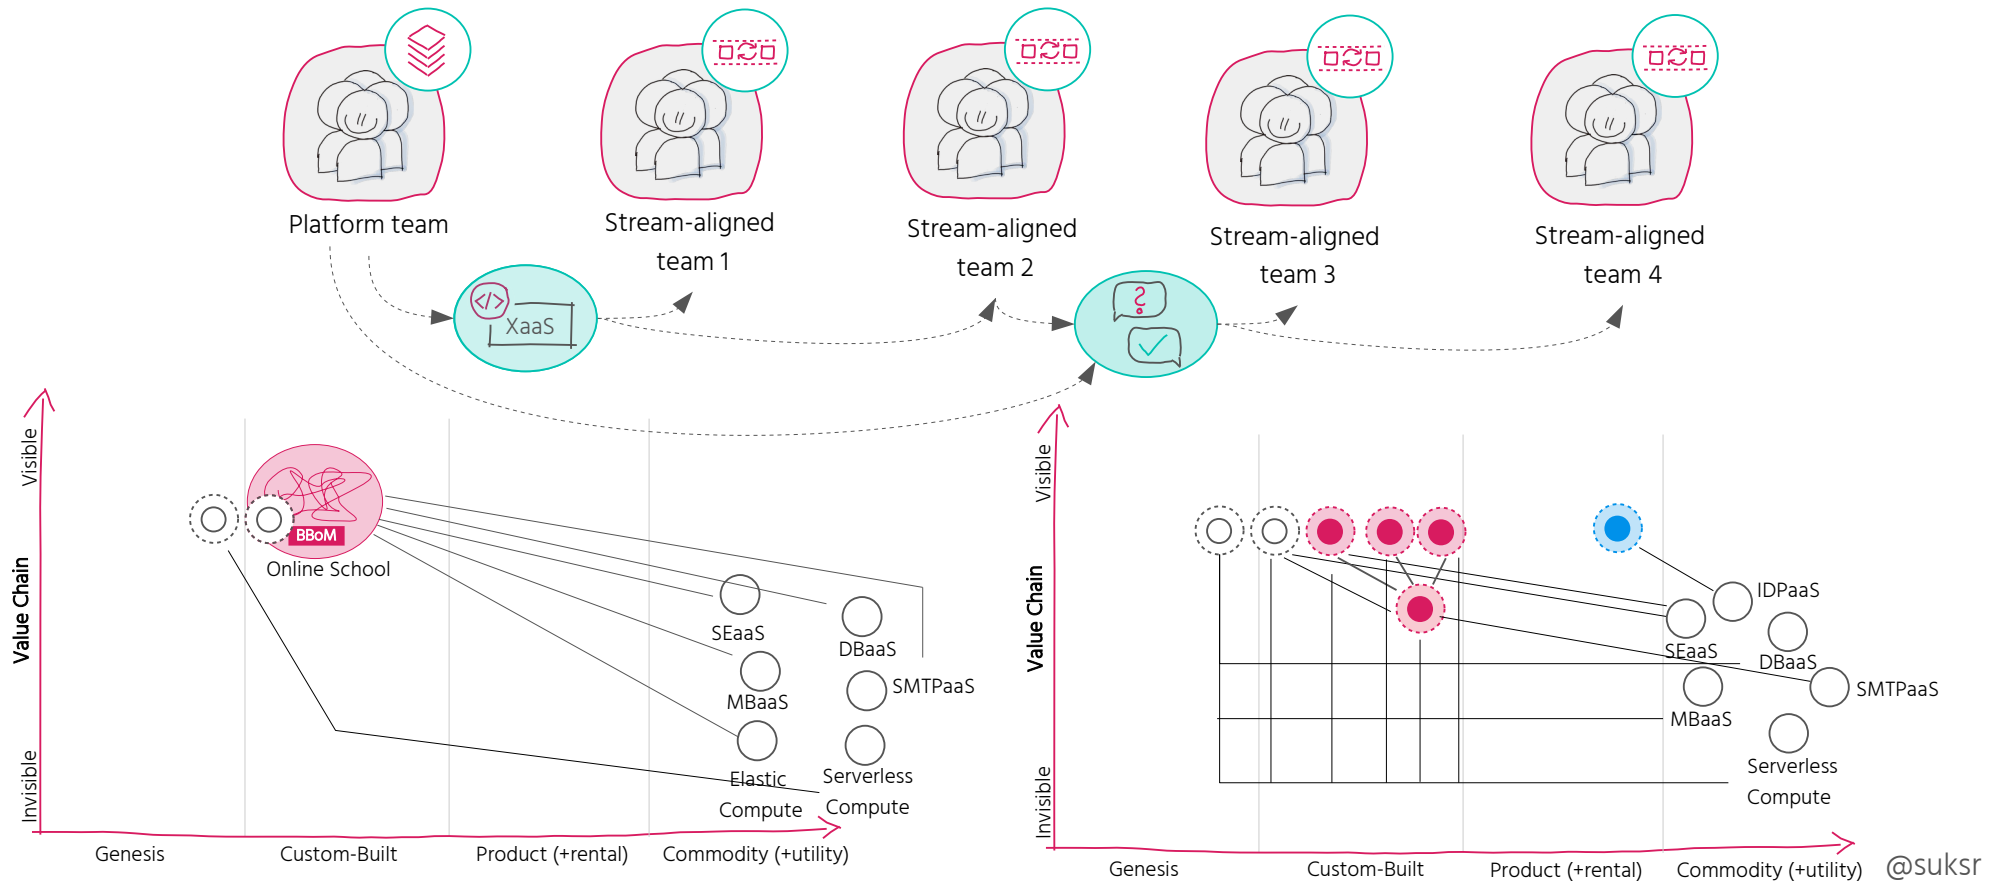 Platform team
Stream-aligned
team 1
Stream-aligned
team 2
Stream-aligned
team 3
Stream-aligned
team 4
</>
XaaS
?
Value Chain
Visible
Invisible
BBoM
Online School
SEaaS
DBaaS
MBaaS
SMTPaaS
Elastic
Compute
Serverless
Compute
Genesis
Custom-Built
Product (+rental)
Commodity (+utility)
Value Chain
Visible
Invisible
IDPaaS
SEaaS
DBaaS
SMTPaaS
MBaaS
Serverless
Compute
Genesis
Custom-Built
Product (+rental)
Commodity (+utility)
@suksr